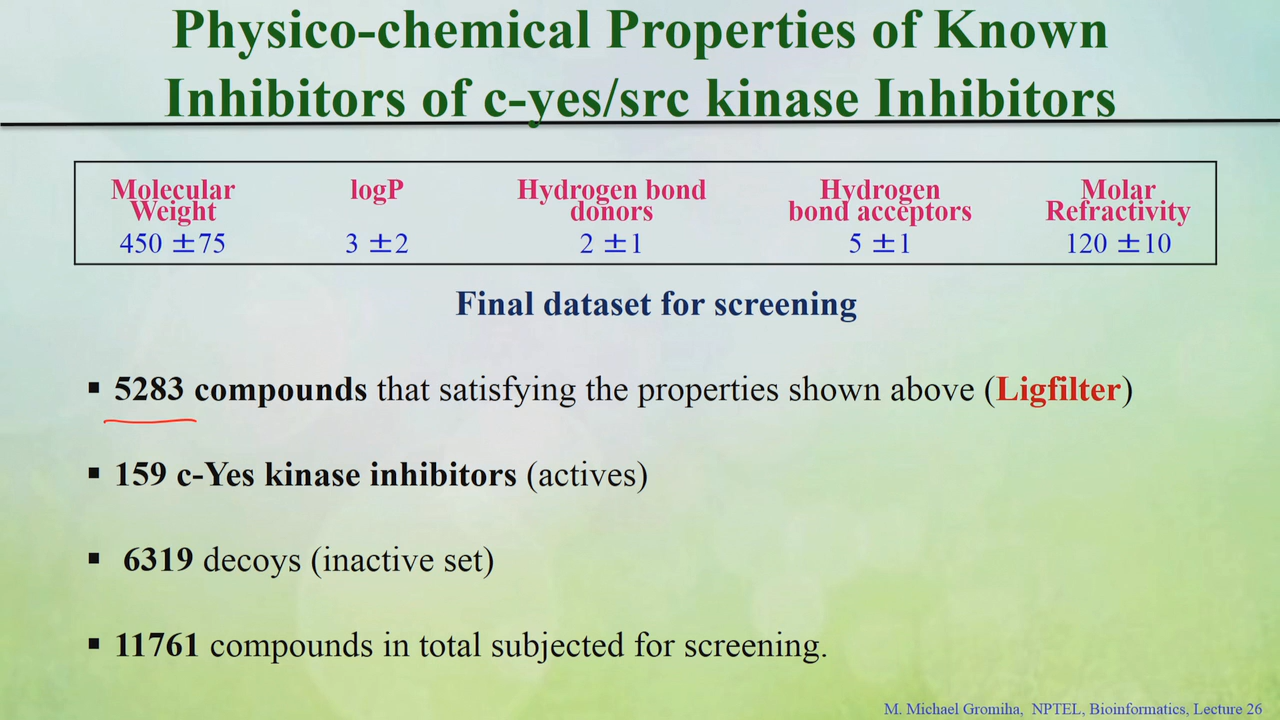 Physico-chemical Properties of Known
Inhibitors of c-yes/src kinase Inhibitors
Molecular Weight logP Hydrogen bond donors Hydrogen bond acceptors Molar Refractivity
450 ±75 3 ±2 2 ±1 5 ±1 120 ±10
Final dataset for screening
▪ 5283 compounds that satisfying the properties shown above (Ligfilter)
▪ 159 c-Yes kinase inhibitors (actives)
▪ 6319 decoys (inactive set)
▪ 11761 compounds in total subjected for screening.
M. Michael Gromiha, NPTEL, Bioinformatics, Lecture 26